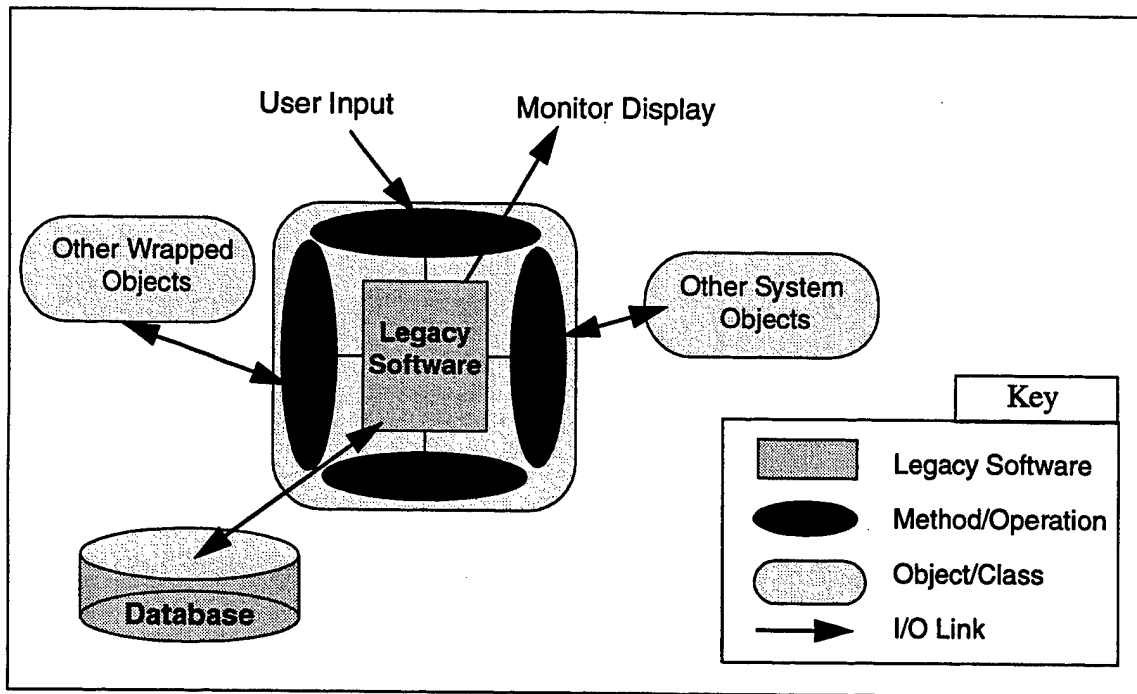 User Input
Monitor Display
Other Wrapped
Objects
Other System
Objects
Legacy
Software
Database
Key
Legacy Software
Method/Operation
Object/Class
I/O Link